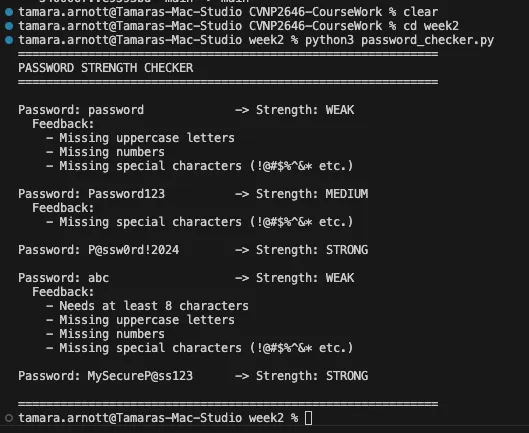 tamara.arnott@Tamaras-Mac-Studio CVNP2646-CourseWork % clear
tamara.arnott@Tamaras-Mac-Studio CVNP2646-CourseWork % cd week2
tamara.arnott@Tamaras-Mac-Studio week2 % python3 password_checker.py
============================================================
PASSWORD STRENGTH CHECKER
============================================================
Password: password -> Strength: WEAK
Feedback:
- Missing uppercase letters
- Missing numbers
- Missing special characters (!@#$%^&* etc.)
Password: Password123 -> Strength: MEDIUM
Feedback:
- Missing special characters (!@#$%^&* etc.)
Password: P@ssw0rd!2024 -> Strength: STRONG
Password: abc -> Strength: WEAK
Feedback:
- Needs at least 8 characters
- Missing uppercase letters
- Missing numbers
- Missing special characters (!@#$%^&* etc.)
Password: MySecureP@ss123 -> Strength: STRONG
============================================================
tamara.arnott@Tamaras-Mac-Studio week2 %